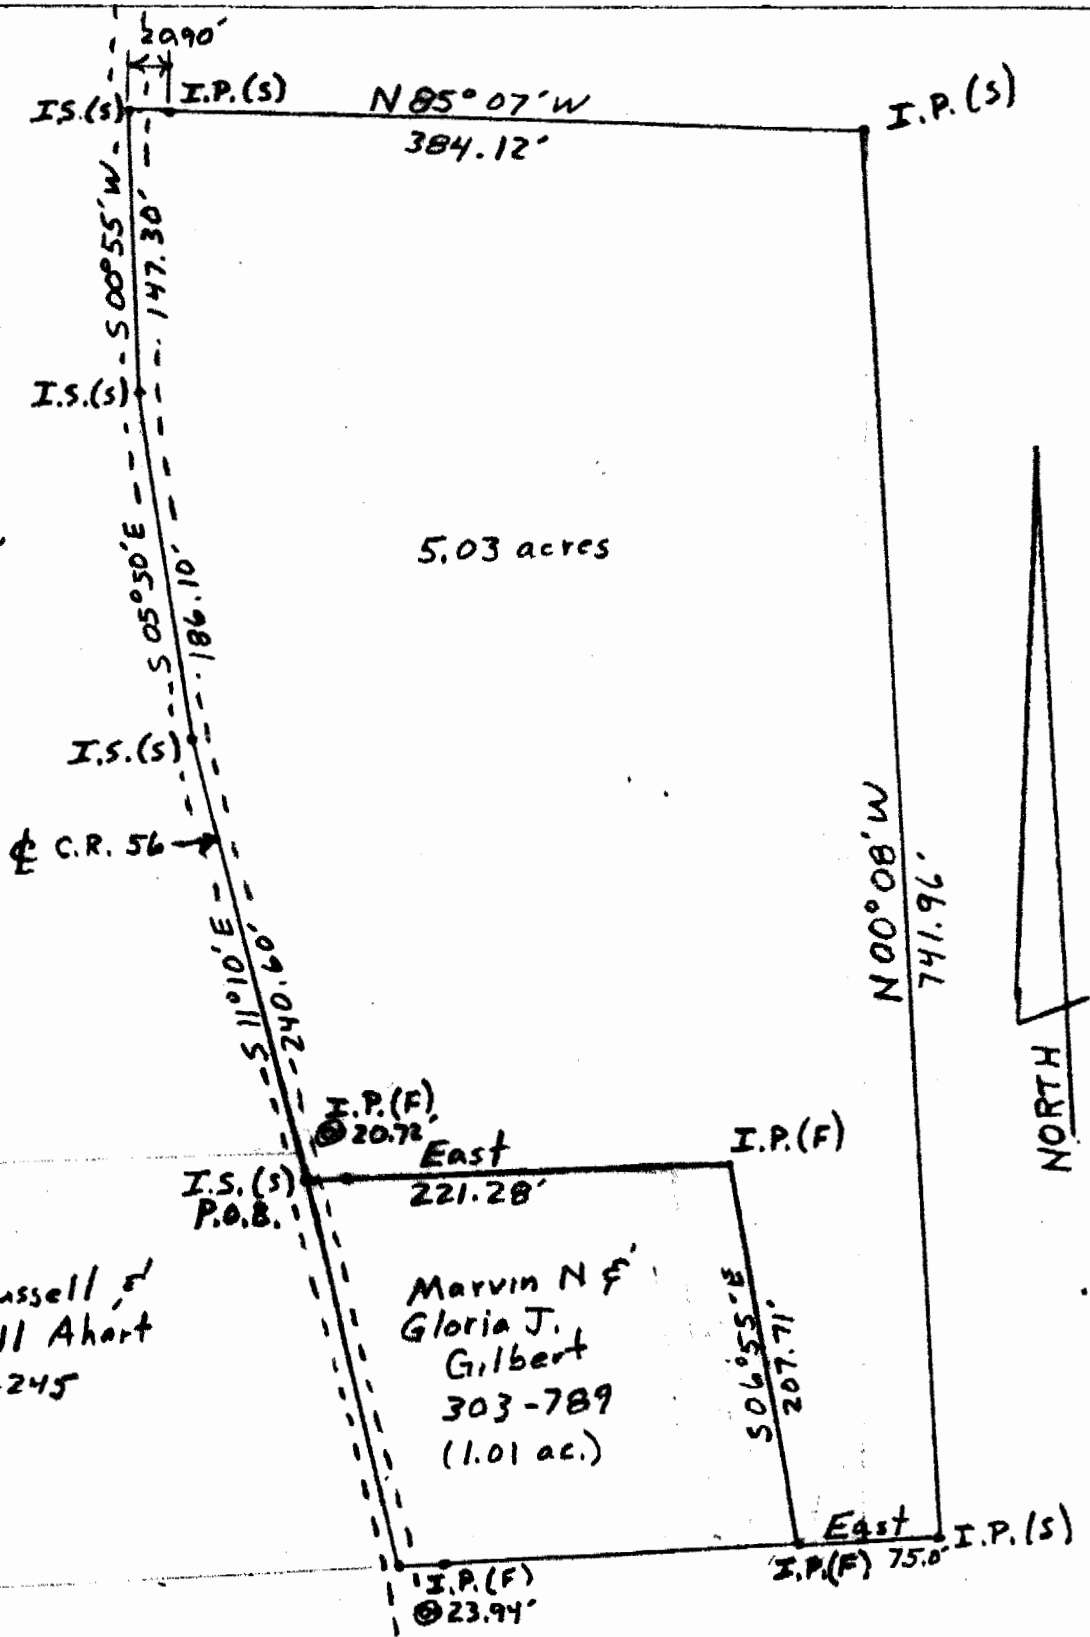 20.90'
I.S.(S)
I.P.(S)
N 85° 07' W
384.12'
I.P.(S)
S 00° 55' W
147.30'
I.S.(S)
S 05° 50' E
186.10'
5.03 acres
I.S.(S)
℄ C.R. 56
N 00° 08' W
741.96'
S 11° 10' E
240.60'
NORTH
I.P.(F)
@ 20.72'
I.S.(S)
P.O.B.
East
221.28'
I.P.(F)
ussell &
ll Ahart
-245
Marvin N &
Gloria J.
Gilbert
303-789
(1.01 ac.)
S 06° 55' E
207.71'
I.P.(F)
@ 23.94'
East
I.P.(F) 75.0'
I.P.(S)